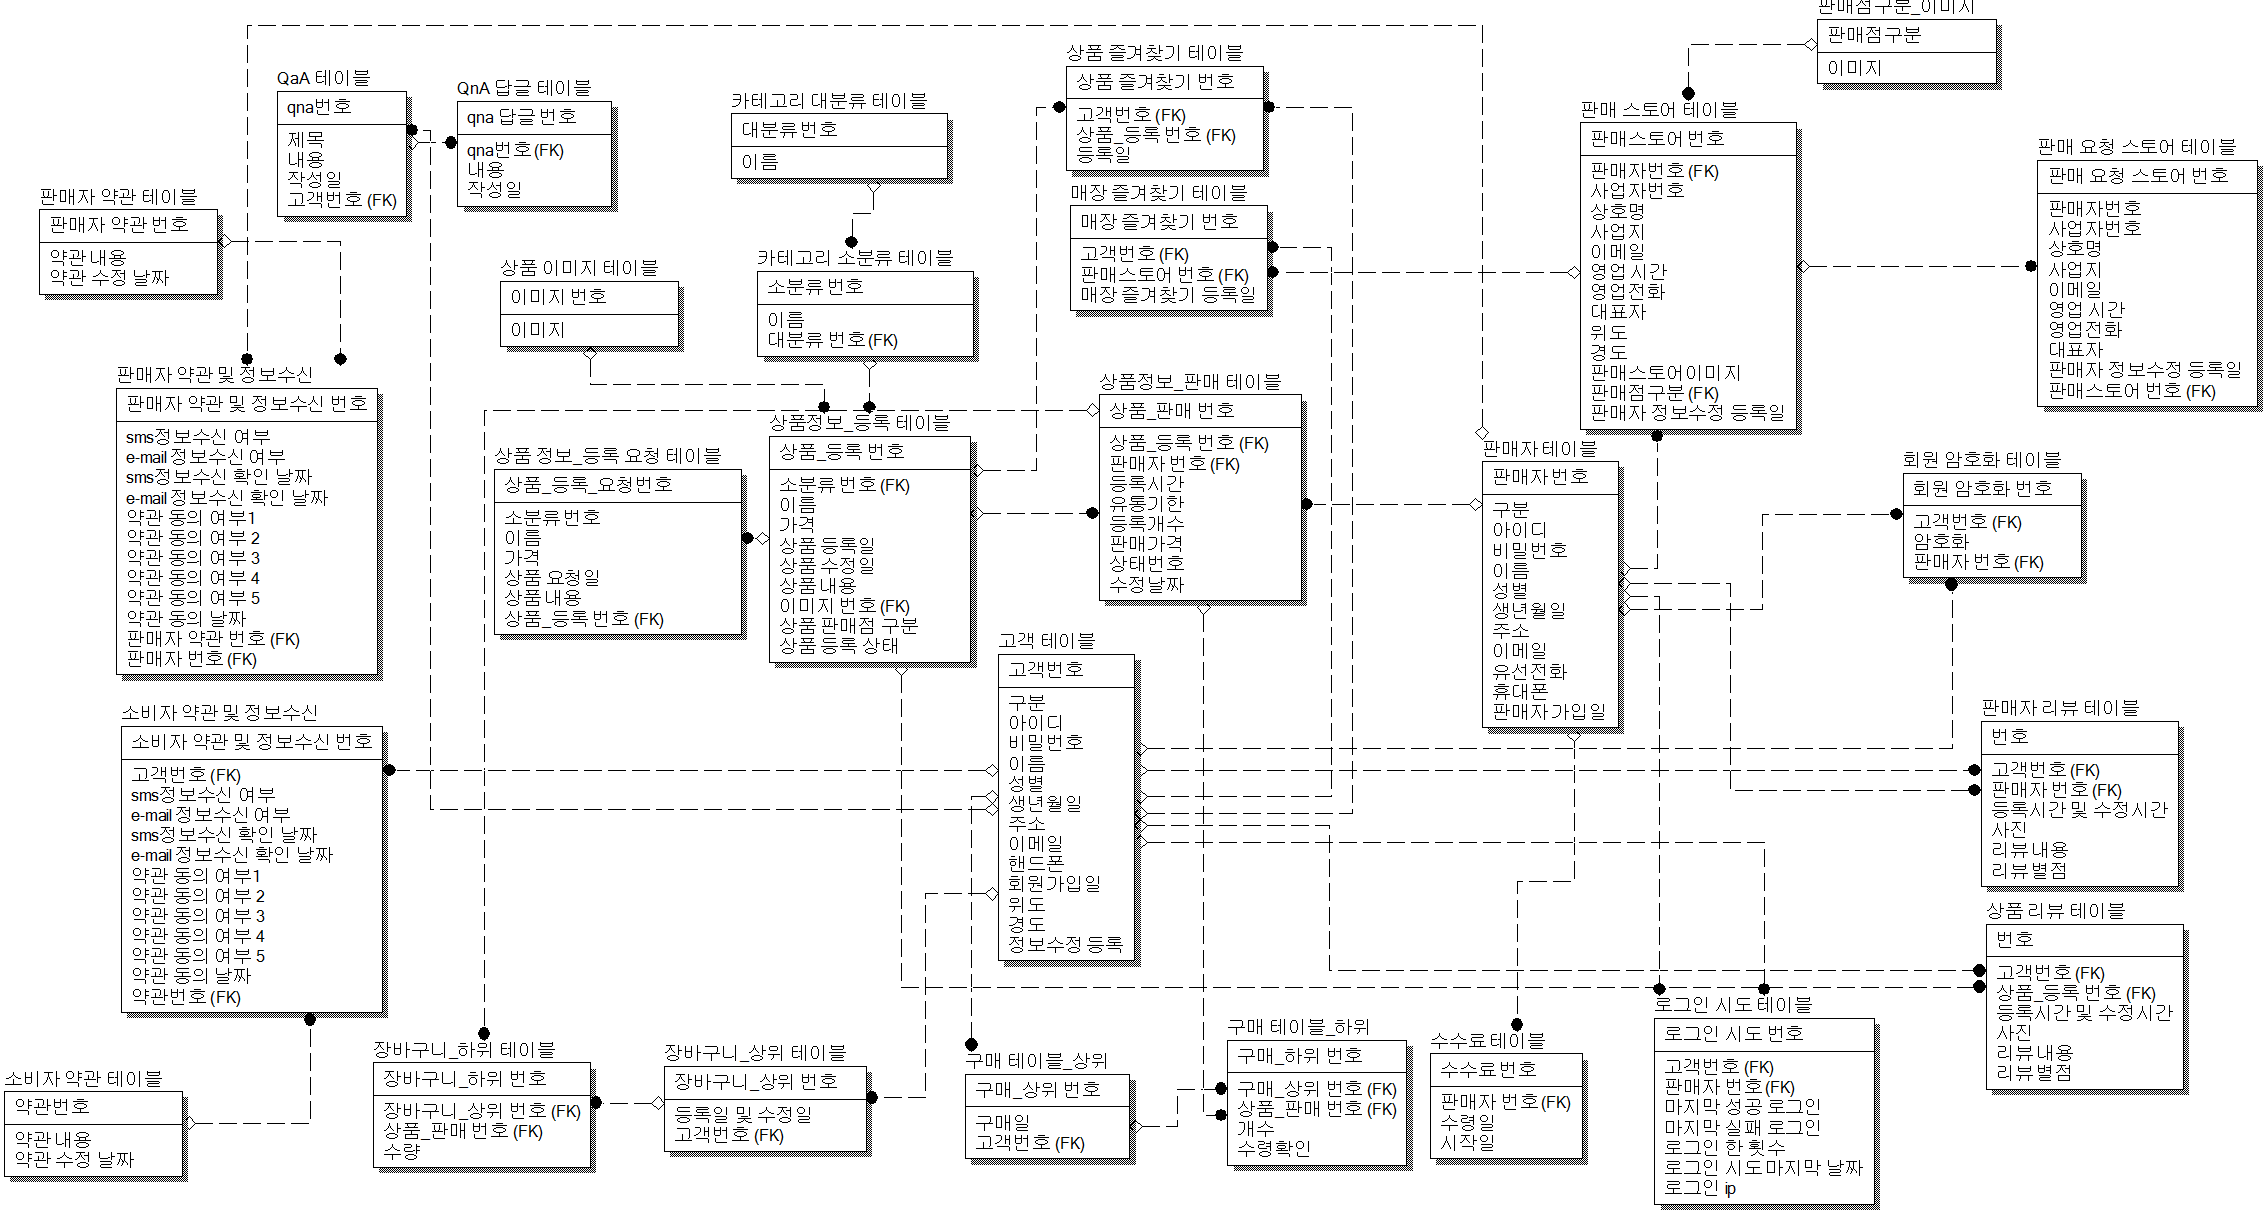 판매점구분_이미지
판매점구분
이미지
상품 즐겨찾기 테이블
상품 즐겨찾기 번호
고객번호 (FK)
상품_등록 번호 (FK)
등록일
QaA 테이블
qna번호
제목
내용
작성일
고객번호 (FK)
QnA 답글 테이블
qna 답글 번호
qna번호 (FK)
내용
작성일
카테고리 대분류 테이블
대분류 번호
이름
판매 스토어 테이블
판매스토어 번호
판매자번호 (FK)
사업자번호
상호명
사업지
이메일
영업 시간
영업전화
대표자
위도
경도
판매스토어이미지
판매점구분 (FK)
판매자 정보수정 등록일
판매 요청 스토어 테이블
판매 요청 스토어 번호
판매자번호
사업자번호
상호명
사업지
이메일
영업 시간
영업전화
대표자
판매자 정보수정 등록일
판매스토어 번호 (FK)
판매자 약관 테이블
판매자 약관 번호
약관 내용
약관 수정 날짜
매장 즐겨찾기 테이블
매장 즐겨찾기 번호
고객번호 (FK)
판매스토어 번호 (FK)
매장 즐겨찾기 등록일
상품 이미지 테이블
이미지 번호
이미지
카테고리 소분류 테이블
소분류 번호
이름
대분류 번호 (FK)
판매자 약관 및 정보수신
판매자 약관 및 정보수신 번호
sms정보수신 여부
e-mail 정보수신 여부
sms정보수신 확인 날짜
e-mail 정보수신 확인 날짜
약관 동의 여부 1
약관 동의 여부 2
약관 동의 여부 3
약관 동의 여부 4
약관 동의 여부 5
약관 동의 날짜
판매자 약관 번호 (FK)
판매자 번호 (FK)
상품정보_판매 테이블
상품_판매 번호
상품_등록 번호 (FK)
판매자 번호 (FK)
등록시간
유통기한
등록개수
판매가격
상태번호
수정날짜
상품정보_등록 테이블
상품_등록 번호
소분류 번호 (FK)
이름
가격
상품 등록일
상품 수정일
상품 내용
이미지 번호 (FK)
상품 판매점 구분
상품 등록 상태
상품 정보_등록 요청 테이블
상품_등록_요청번호
소분류 번호
이름
가격
상품 요청일
상품 내용
상품_등록 번호 (FK)
판매자 테이블
판매자 번호
구분
아이디
비밀번호
이름
성별
생년월일
주소
이메일
유선전화
휴대폰
판매자 가입일
회원 암호화 테이블
회원 암호화 번호
고객번호 (FK)
암호화
판매자 번호 (FK)
고객 테이블
고객번호
구분
아이디
비밀번호
이름
성별
생년월일
주소
이메일
핸드폰
회원가입일
위도
경도
정보수정 등록
소비자 약관 및 정보수신
소비자 약관 및 정보수신 번호
고객번호 (FK)
sms정보수신 여부
e-mail 정보수신 여부
sms정보수신 확인 날짜
e-mail 정보수신 확인 날짜
약관 동의 여부 1
약관 동의 여부 2
약관 동의 여부 3
약관 동의 여부 4
약관 동의 여부 5
약관 동의 날짜
약관번호 (FK)
판매자 리뷰 테이블
번호
고객번호 (FK)
판매자 번호 (FK)
등록시간 및 수정시간
사진
리뷰 내용
리뷰 별점
상품 리뷰 테이블
번호
고객번호 (FK)
상품_등록 번호 (FK)
등록시간 및 수정시간
사진
리뷰 내용
리뷰 별점
소비자 약관 테이블
약관번호
약관 내용
약관 수정 날짜
장바구니_하위 테이블
장바구니_하위 번호
장바구니_상위 번호 (FK)
상품_판매 번호 (FK)
수량
장바구니_상위 테이블
장바구니_상위 번호
등록일 및 수정일
고객번호 (FK)
구매 테이블_상위
구매_상위 번호
구매일
고객번호 (FK)
구매 테이블_하위
구매_하위 번호
구매_상위 번호 (FK)
상품_판매 번호 (FK)
개수
수령확인
수수료 테이블
수수료 번호
판매자 번호 (FK)
수령일
시작일
로그인 시도 테이블
로그인 시도 번호
고객번호 (FK)
판매자 번호 (FK)
마지막 성공 로그인
마지막 실패 로그인
로그인 한 횟수
로그인 시도 마지막 날짜
로그인 ip